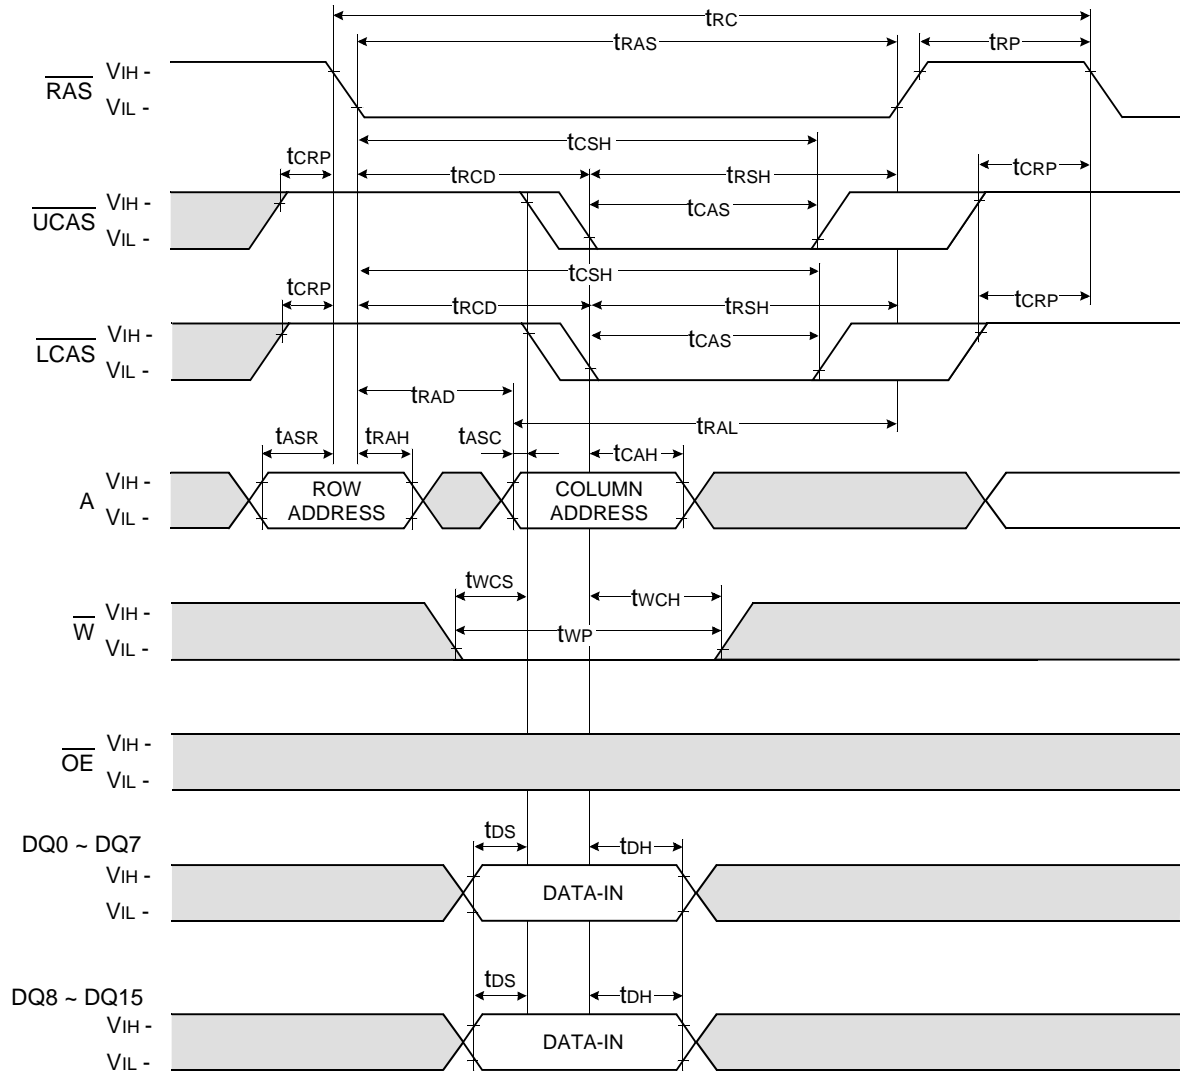 tRC
tRAS
tRP
RAS
VIH -
VIL -
tCSH
tCRP
tRCD
tRSH
tCRP
UCAS
VIH -
VIL -
tCAS
tCSH
tCRP
tRCD
tRSH
tCRP
LCAS
VIH -
VIL -
tCAS
tRAD
tRAL
tASR
tRAH
tASC
tCAH
A
VIH -
VIL -
ROW
ADDRESS
COLUMN
ADDRESS
tWCS
tWCH
W
VIH -
VIL -
tWP
OE
VIH -
VIL -
DQ0 ~ DQ7
tDS
tDH
VIH -
VIL -
DATA-IN
DQ8 ~ DQ15
tDS
tDH
VIH -
VIL -
DATA-IN